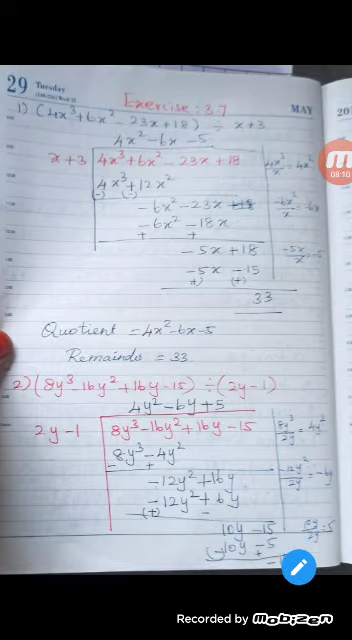 08:10
29 Tuesday
MAY
Exercise: 3.7
1) (4x³+6x² - 23x+18) ÷ x+3
4x² - 6x - 5
x+3 4x³+6x² - 23x + 18 4x³/x = 4x²
4x³+12x²
(-) (-)
-6x² - 23x -6x²/x = -6x
-6x² - 18x
+ +
-5x + 18 -5x/x = -5
-5x - 15
(+) (+)
33
Quotient = 4x²-6x-5
Remainder = 33
2) (8y³-16y²+16y-15) ÷ (2y-1)
4y² - 6y + 5
2y-1 8y³-16y²+16y-15 8y³/2y = 4y²
8y³ - 4y²
- +
-12y²+16y -12y²/2y = -6y
-12y² + 6y
(+) -
10y - 15 10y/2y = 5
10y - 5
(-) +
Recorded by mobizen